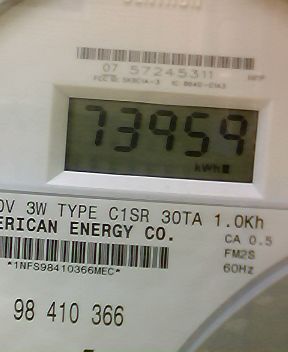 07 57245311
73959
kWh
0V 3W TYPE C1SR 30TA 1.0Kh
ERICAN ENERGY CO.
CA 0.5
FM2S
*1NFS98410366MEC*
60Hz
98 410 366